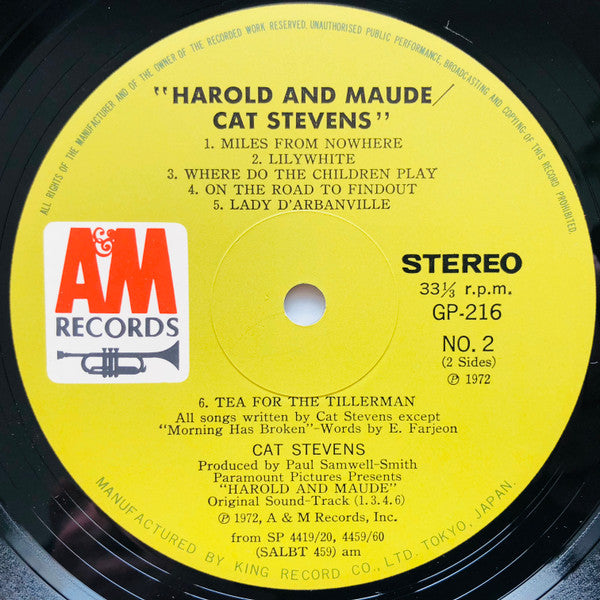 ALL RIGHTS OF THE MANUFACTURER AND OF THE OWNER OF THE RECORDED WORK RESERVED. UNAUTHORISED PUBLIC PERFORMANCE, BROADCASTING AND COPYING OF THIS RECORD PROHIBITED.
"HAROLD AND MAUDE/
CAT STEVENS"
1. MILES FROM NOWHERE
2. LILYWHITE
3. WHERE DO THE CHILDREN PLAY
4. ON THE ROAD TO FINDOUT
5. LADY D'ARBANVILLE
A&M
RECORDS
STEREO
33⅓ r.p.m.
GP-216
NO. 2
(2 Sides)
℗ 1972
6. TEA FOR THE TILLERMAN
All songs written by Cat Stevens except
"Morning Has Broken"-Words by E. Farjeon
CAT STEVENS
Produced by Paul Samwell-Smith
Paramount Pictures Presents
"HAROLD AND MAUDE"
Original Sound-Track (1.3.4.6)
℗ 1972, A & M Records, Inc.
from SP 4419/20, 4459/60
(SALBT 459) am
MANUFACTURED BY KING RECORD CO., LTD. TOKYO, JAPAN.